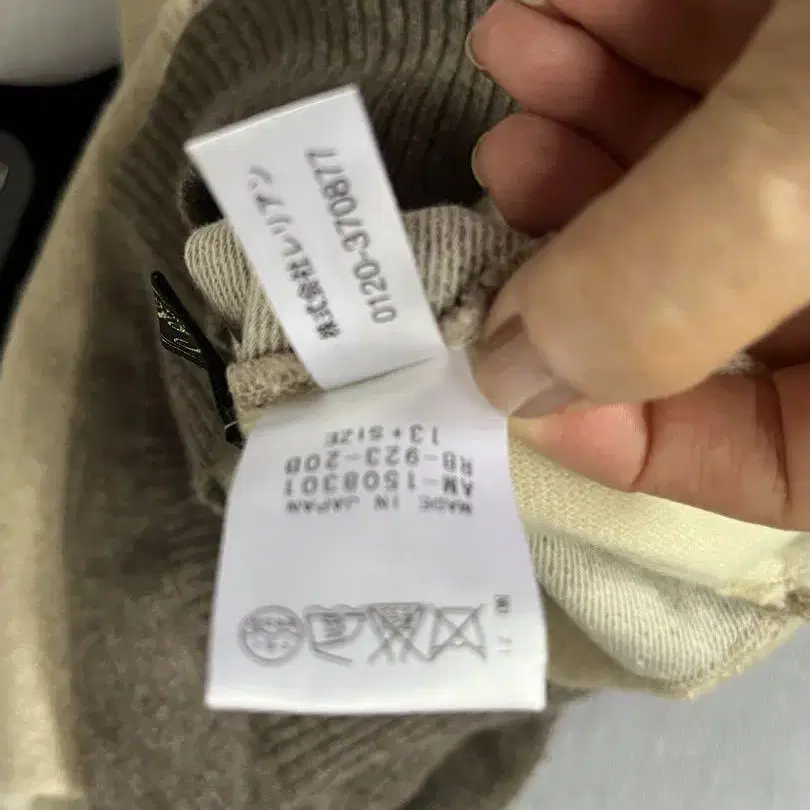 株式会社レリアン
0120-370877
MADE IN JAPAN
AM-1508301
RB-923-20D
13+ SIZE